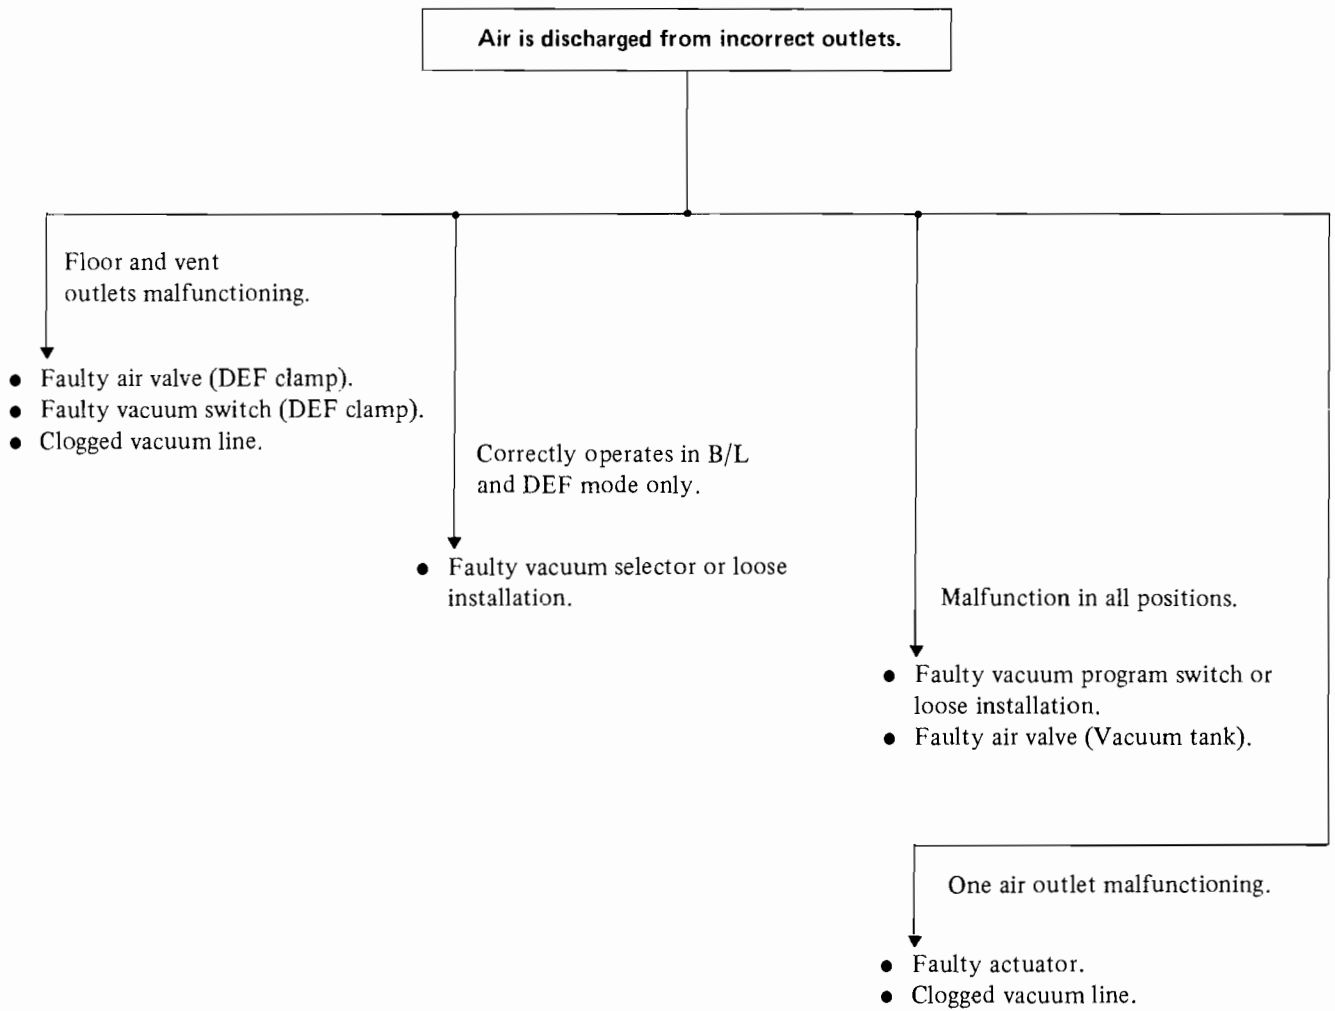 Air is discharged from incorrect outlets.
Floor and vent
outlets malfunctioning.
● Faulty air valve (DEF clamp).
● Faulty vacuum switch (DEF clamp).
● Clogged vacuum line.
Correctly operates in B/L
and DEF mode only.
● Faulty vacuum selector or loose
installation.
Malfunction in all positions.
● Faulty vacuum program switch or
loose installation.
● Faulty air valve (Vacuum tank).
One air outlet malfunctioning.
● Faulty actuator.
● Clogged vacuum line.